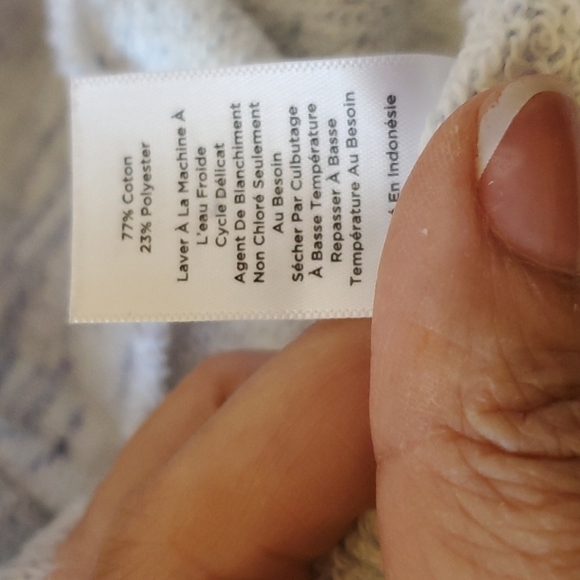 77% Coton
23% Polyester
Laver À La Machine À
L'eau Froide
Cycle Délicat
Agent De Blanchiment
Non Chloré Seulement
Au Besoin
Sécher Par Culbutage
À Basse Température
Repasser À Basse
Température Au Besoin
En Indonésie